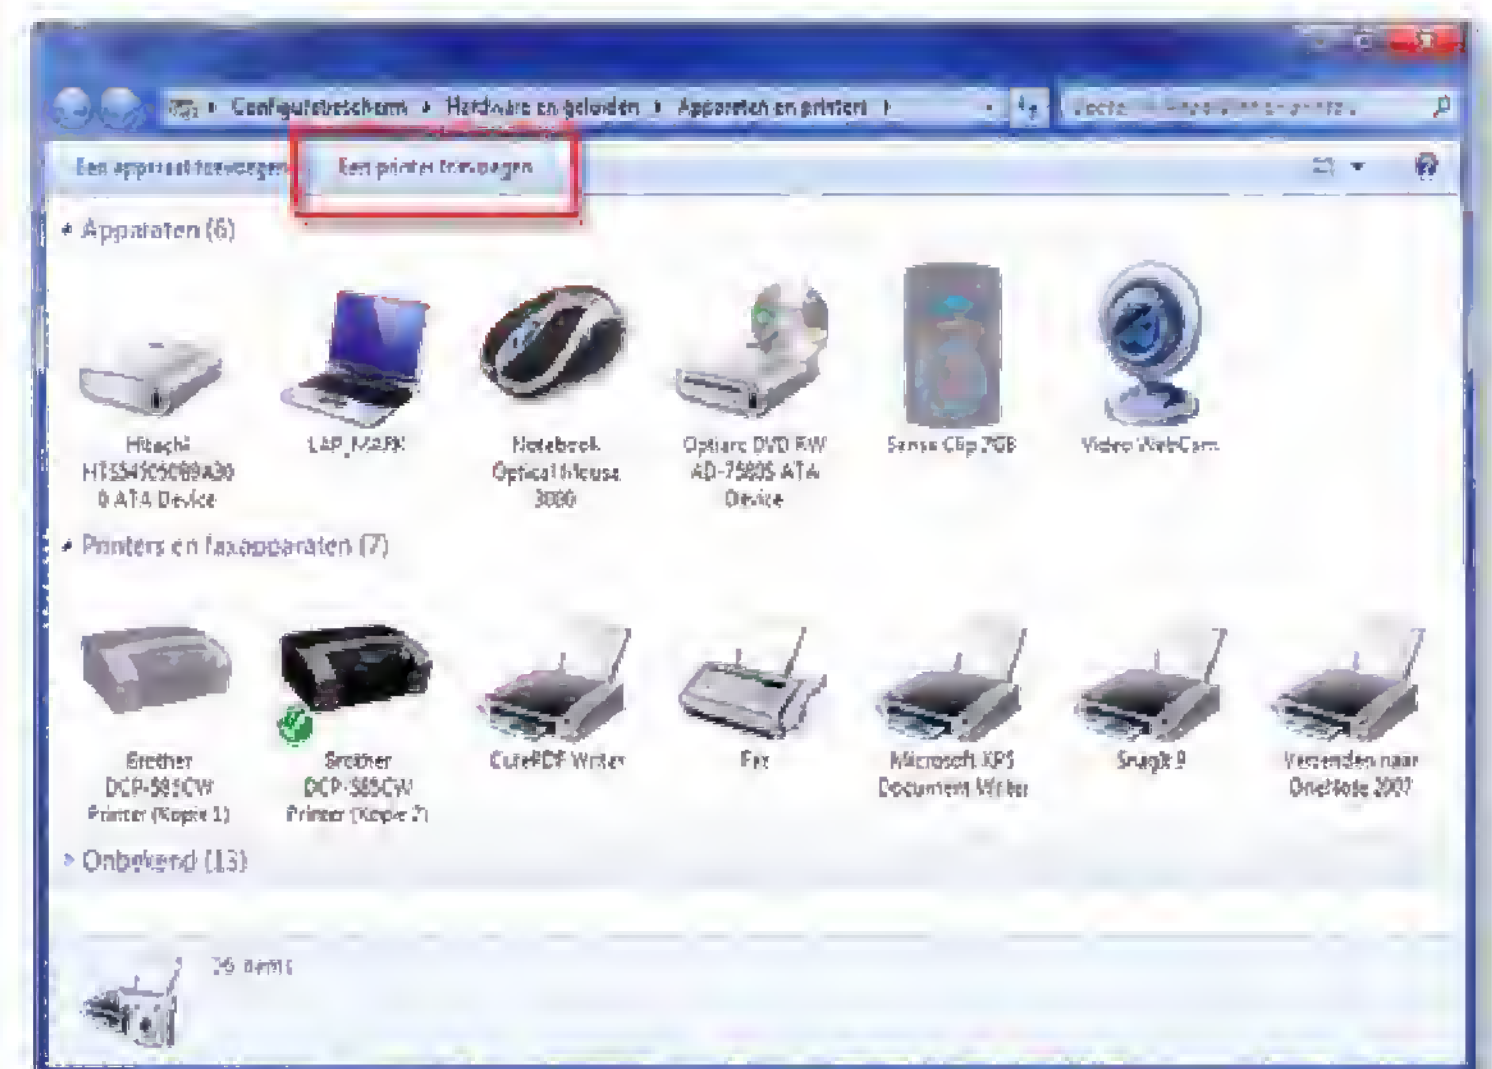 Configuratiescherm Hardware en geluiden Apparaten en printers
Een apparaat toevoegen Een printer toevoegen
Apparaten (6)
Hitachi
0 ATA Device
LAP_MARK
Notebook
Optical Mouse
3000
Optiarc DVD RW
AD-7580S ATA
Device
Sansa Clip 2GB
Video WebCam
Printers en faxapparaten (7)
Brother
DCP-585CW
Printer (Kopie 1)
Brother
DCP-585CW
Printer (Kopie 2)
CutePDF Writer
Fax
Microsoft XPS
Document Writer
SnagIt 9
Verzenden naar
OneNote 2007
Onbekend (13)
26 items